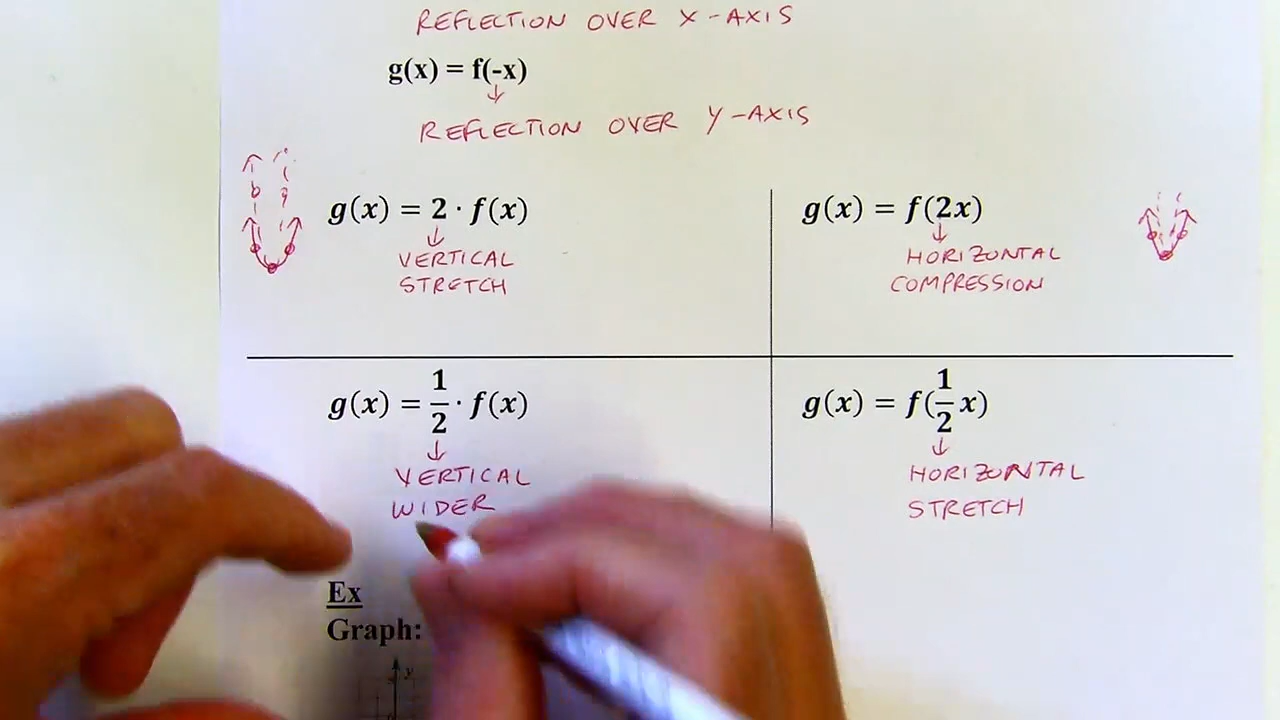 REFLECTION OVER X-AXIS
g(x) = f(-x)
↓
REFLECTION OVER Y-AXIS
g(x) = 2 · f(x)
↓
VERTICAL
STRETCH
g(x) = f(2x)
↓
HORIZONTAL
COMPRESSION
g(x) = 1/2 · f(x)
↓
VERTICAL
WIDER
g(x) = f(1/2 x)
↓
HORIZONTAL
STRETCH
Ex
Graph:
y